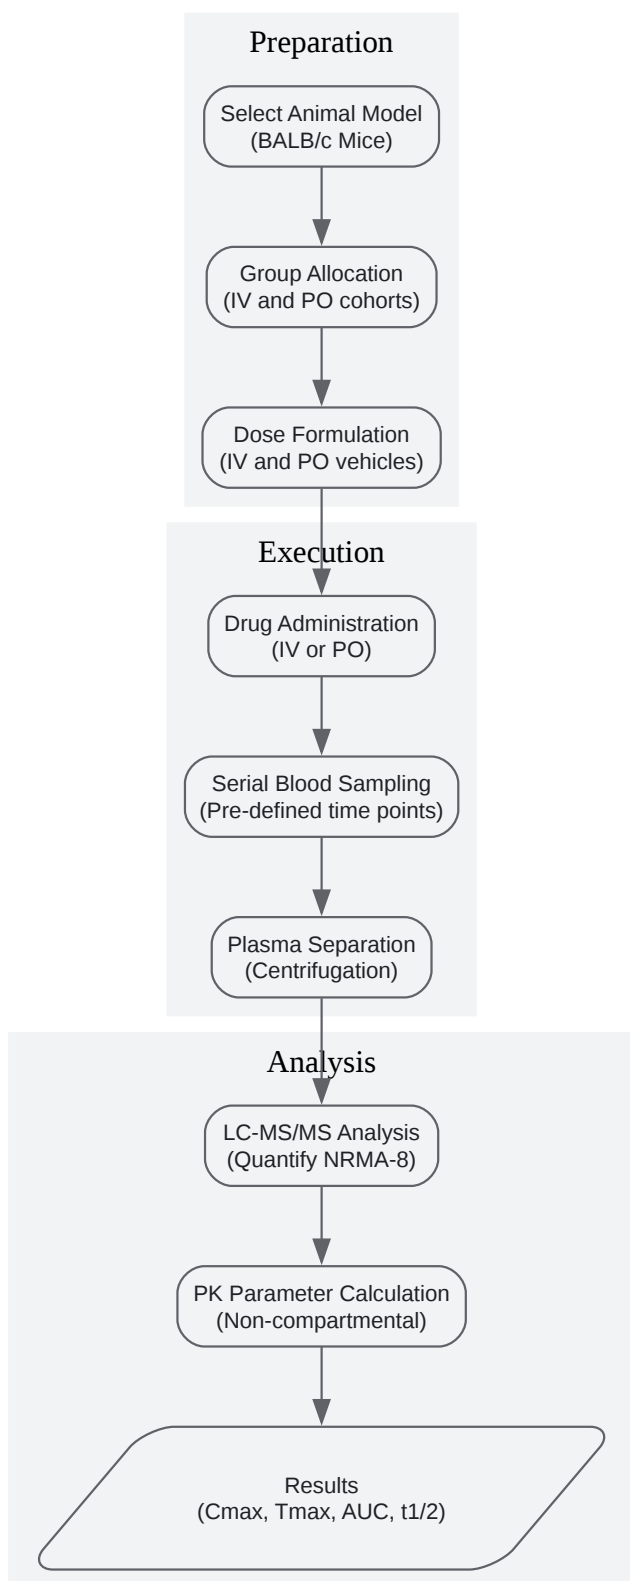 Preparation
Select Animal Model
(BALB/c Mice)
Group Allocation
(IV and PO cohorts)
Dose Formulation
(IV and PO vehicles)
Execution
Drug Administration
(IV or PO)
Serial Blood Sampling
(Pre-defined time points)
Plasma Separation
(Centrifugation)
Analysis
LC-MS/MS Analysis
(Quantify NRMA-8)
PK Parameter Calculation
(Non-compartmental)
Results
(Cmax, Tmax, AUC, t1/2)